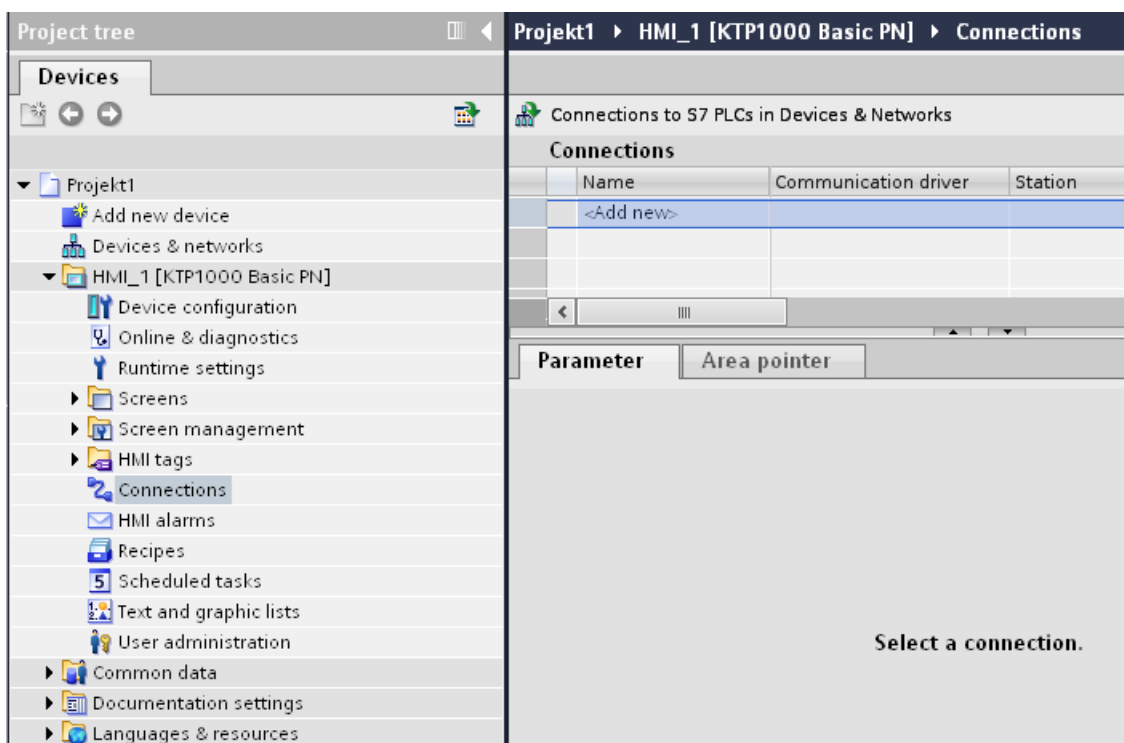 Project tree
Devices
Projekt1
Add new device
Devices & networks
HMI_1 [KTP1000 Basic PN]
Device configuration
Online & diagnostics
Runtime settings
Screens
Screen management
HMI tags
Connections
HMI alarms
Recipes
Scheduled tasks
Text and graphic lists
User administration
Common data
Documentation settings
Languages & resources
Projekt1 ▸ HMI_1 [KTP1000 Basic PN] ▸ Connections
Connections to S7 PLCs in Devices & Networks
Connections
Name Communication driver Station
<Add new>
Parameter Area pointer
Select a connection.